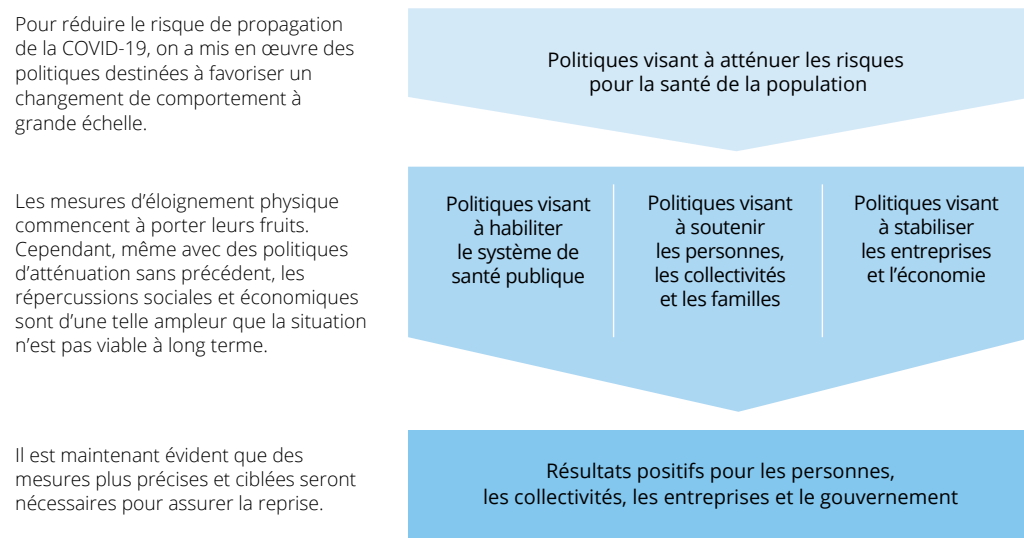 Pour réduire le risque de propagation
de la COVID-19, on a mis en œuvre des
politiques destinées à favoriser un
changement de comportement à
grande échelle.
Politiques visant à atténuer les risques
pour la santé de la population
Les mesures d’éloignement physique
commencent à porter leurs fruits.
Cependant, même avec des politiques
d’atténuation sans précédent, les
répercussions sociales et économiques
sont d’une telle ampleur que la situation
n’est pas viable à long terme.
Politiques visant
à habiliter
le système de
santé publique
Politiques visant
à soutenir
les personnes,
les collectivités
et les familles
Politiques visant
à stabiliser
les entreprises
et l’économie
Il est maintenant évident que des
mesures plus précises et ciblées seront
nécessaires pour assurer la reprise.
Résultats positifs pour les personnes,
les collectivités, les entreprises et le gouvernement